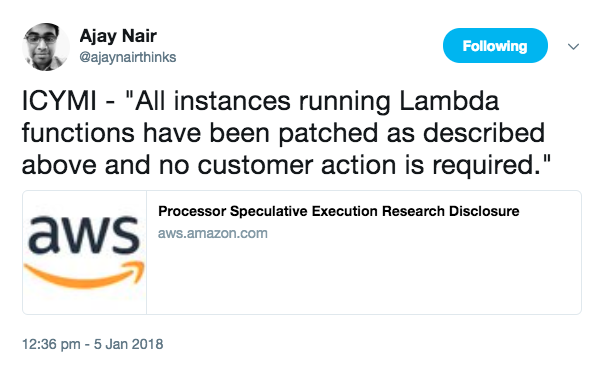 Ajay Nair
@ajaynairthinks
Following
ICYMI - "All instances running Lambda
functions have been patched as described
above and no customer action is required."
aws
Processor Speculative Execution Research Disclosure
aws.amazon.com
12:36 pm - 5 Jan 2018